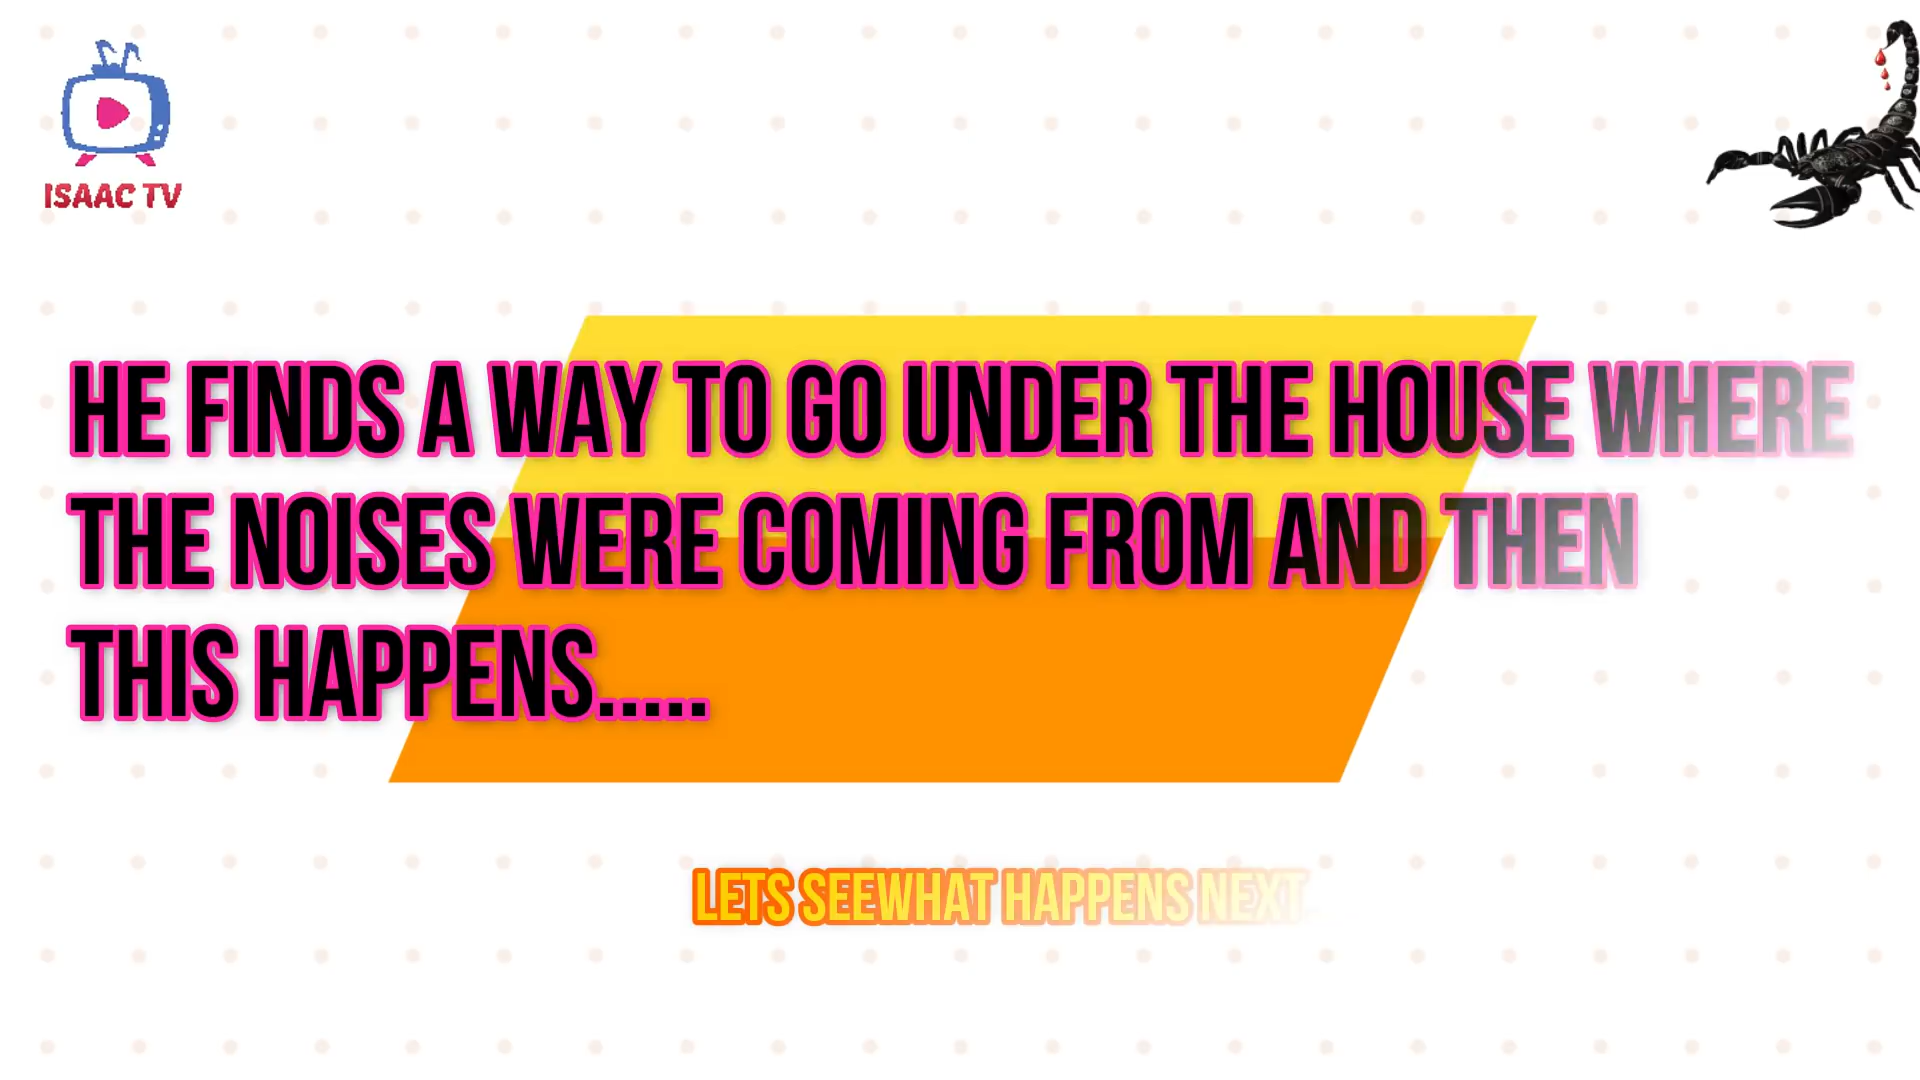 ISAAC TV
HE FINDS A WAY TO GO UNDER THE HOUSE WHERE
THE NOISES WERE COMING FROM AND THEN
THIS HAPPENS.....
LETS SEEWHAT HAPPENS NEXT